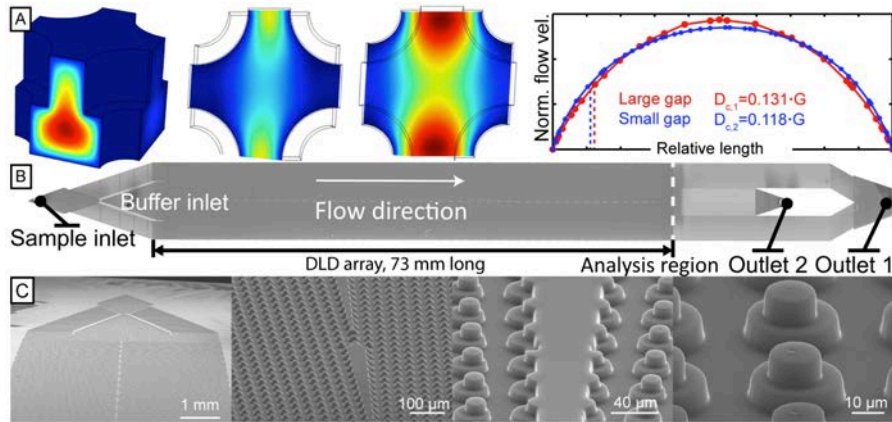 A
Norm. flow vel.
Large gap D_c,1=0.131·G
Small gap D_c,2=0.118·G
Relative length
B
Buffer inlet
Flow direction
Sample inlet
DLD array, 73 mm long
Analysis region
Outlet 2
Outlet 1
C
1 mm
100 µm
40 µm
10 µm